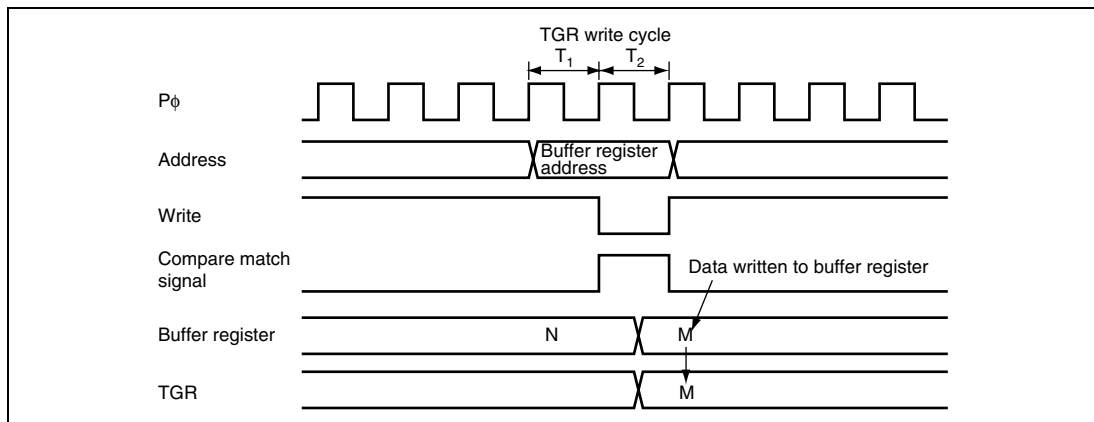 TGR write cycle
T1 T2
Pϕ
Address
Buffer register
address
Write
Compare match
signal
Data written to buffer register
Buffer register
N M
TGR
M